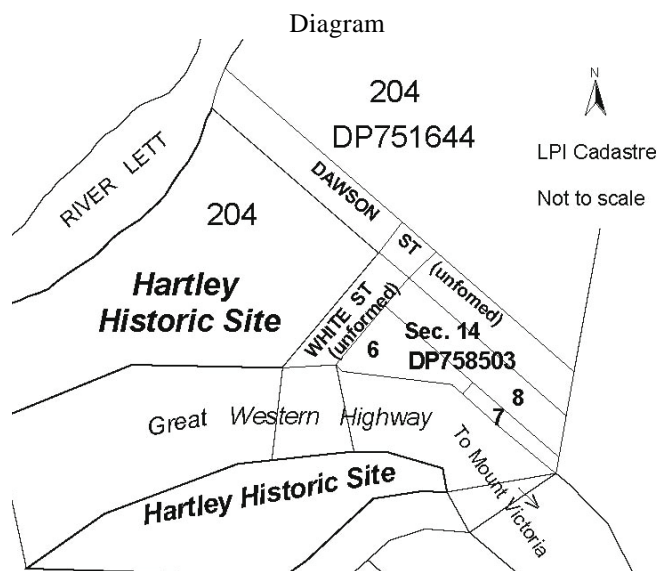 Diagram
N
204
DP751644
LPI Cadastre
Not to scale
RIVER LETT
DAWSON ST (unformed)
204
Hartley
Historic Site
WHITE ST
(unformed)
Sec. 14
6
DP758503
8
7
Great Western Highway
To Mount Victoria
Hartley Historic Site